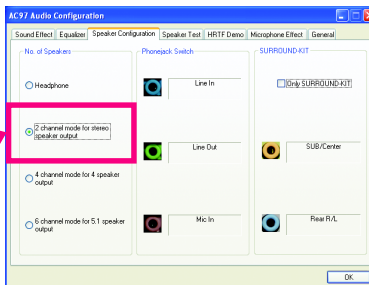 AC97 Audio Configuration
Sound Effect Equalizer Speaker Configuration Speaker Test HRTF Demo Microphone Effect General
No. of Speakers
Phonejack Switch
SURROUND-KIT
Headphone
Line In
Only SURROUND-KIT
2 channel mode for stereo
speaker output
Line Out
SUB/Center
4 channel mode for 4 speaker
output
6 channel mode for 5.1 speaker
output
Mic In
Rear R/L
OK